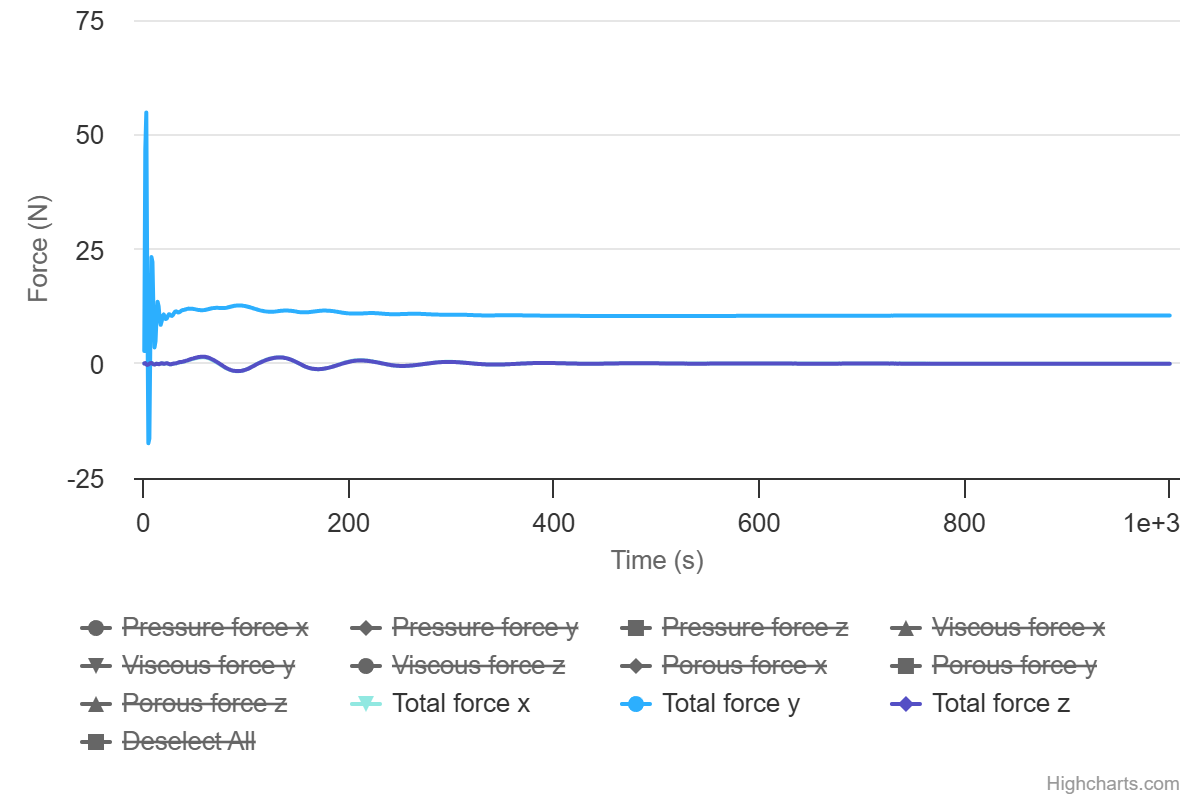 75
50
25
0
-25
Force (N)
0 200 400 600 800 1e+3
Time (s)
Pressure force x Pressure force y Pressure force z Viscous force x
Viscous force y Viscous force z Porous force x Porous force y
Porous force z Total force x Total force y Total force z
Deselect All
Highcharts.com